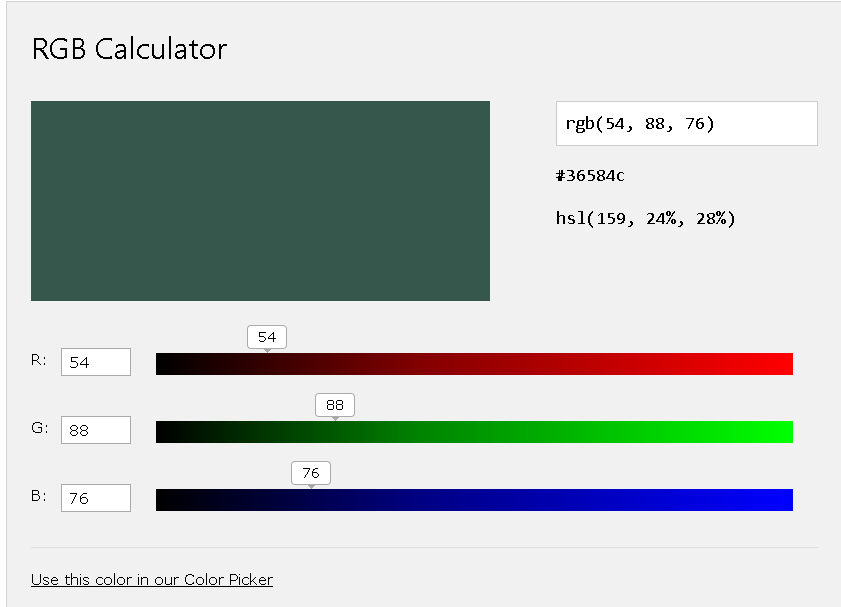 RGB Calculator
rgb(54, 88, 76)
#36584c
hsl(159, 24%, 28%)
54
R: 54
88
G: 88
76
B: 76
Use this color in our Color Picker